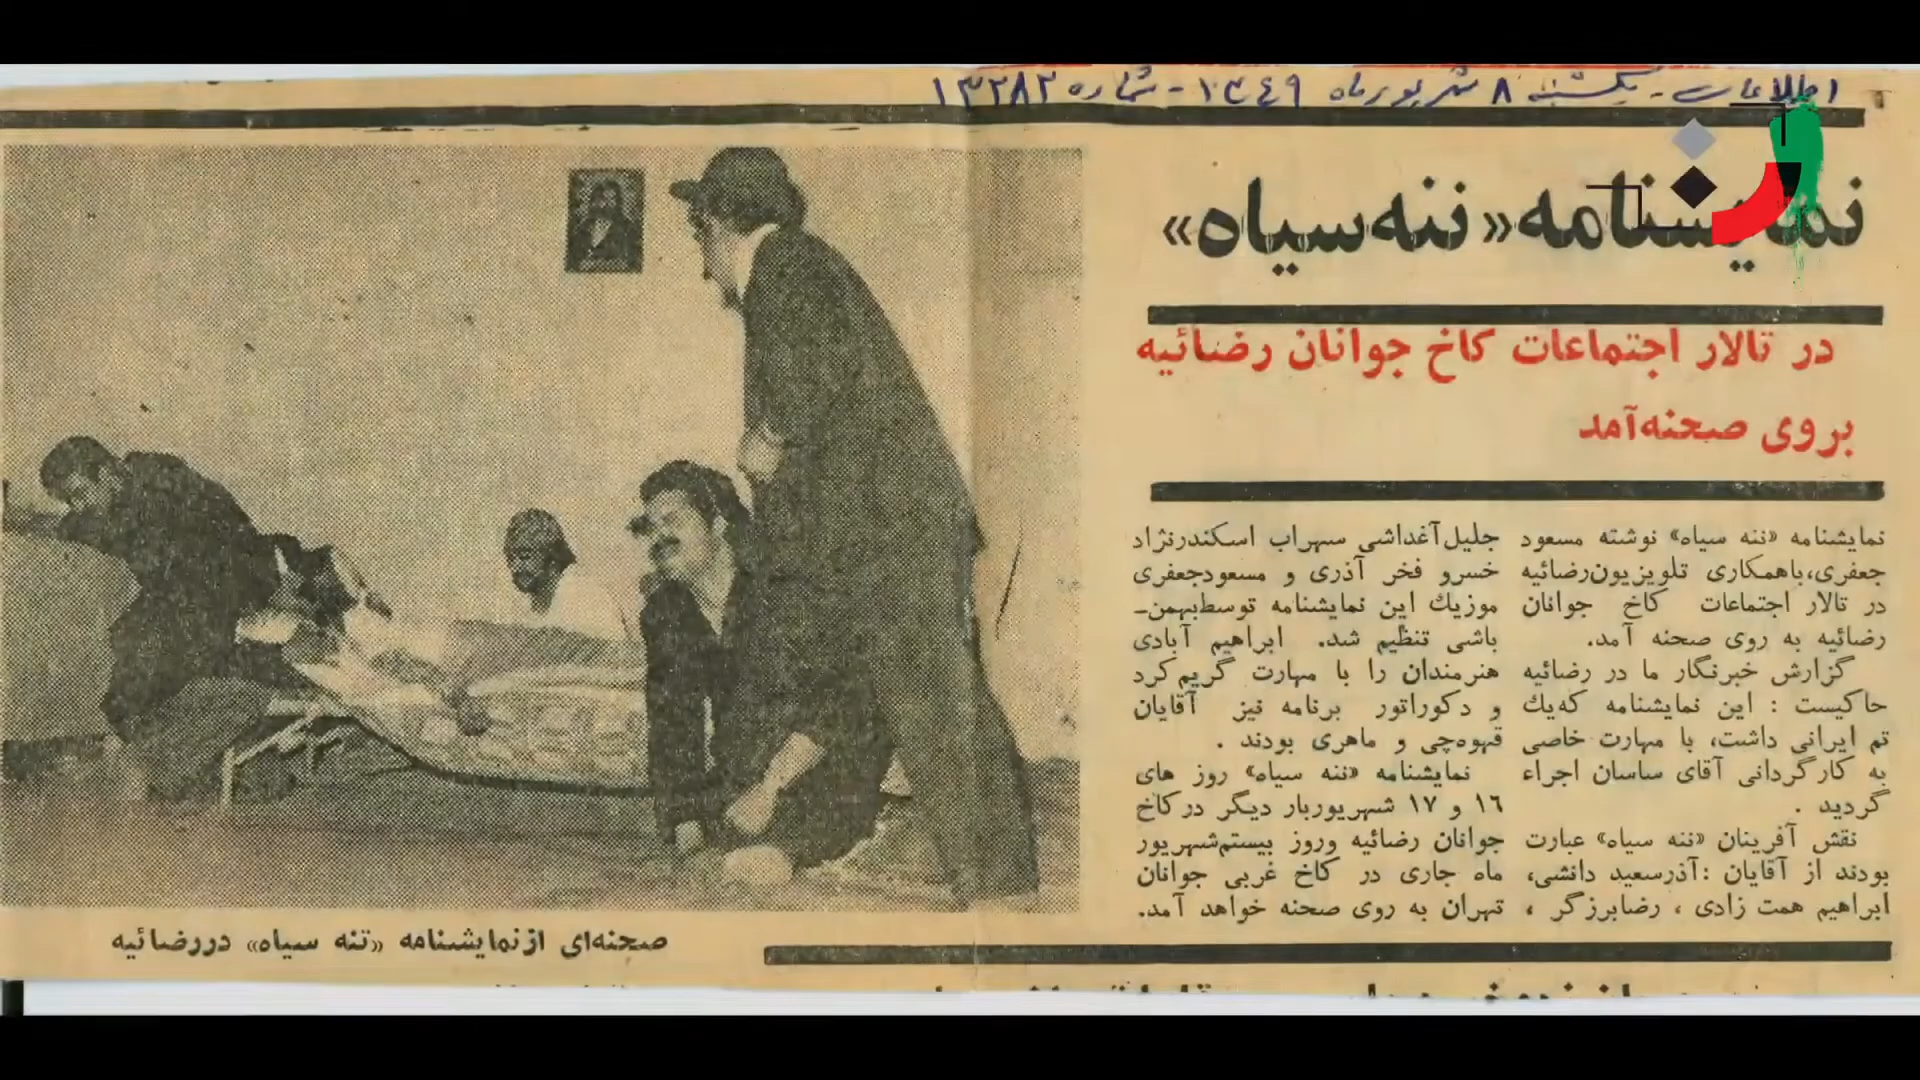 اطلاعات - یکشنبه ۸ شهریور ماه ۱۳۴۹ - شماره ۱۳۲۸۲
نمایشنامه «ننه سیاه»
در تالار اجتماعات کاخ جوانان رضائیه
بروی صحنه‌آمد
نمایشنامه «ننه سیاه» نوشته مسعود
جعفری، باهمکاری تلویزیون رضائیه
در تالار اجتماعات کاخ جوانان
رضائیه به روی صحنه آمد.
گزارش خبرنگار ما در رضائیه
حاکیست : این نمایشنامه که‌یك
تم ایرانی داشت، با مهارت خاصی
به کارگردانی آقای ساسان اجراء
گردید .
نقش آفرینان «ننه سیاه» عبارت
بودند از آقایان : آذرسعید دانشی،
ابراهیم همت زادی ، رضابرزگر ،
جلیل‌آغداشی سهراب اسکندرنژاد
خسرو فخر آذری و مسعودجعفری
موزیك این نمایشنامه توسط‌بهمن-
باشی تنظیم شد. ابراهیم آبادی
هنرمندان را با مهارت گریم‌کرد
و دکوراتور برنامه نیز آقایان
قهوه‌چی و ماهری بودند .
نمایشنامه «ننه سیاه» روز های
۱۶ و ۱۷ شهریوربار دیگر درکاخ
جوانان رضائیه وروز بیستم‌شهریور
ماه جاری در کاخ غربی جوانان
تهران به روی صحنه خواهد آمد.
صحنه‌ای ازنمایشنامه «تنه سیاه» دررضائیه